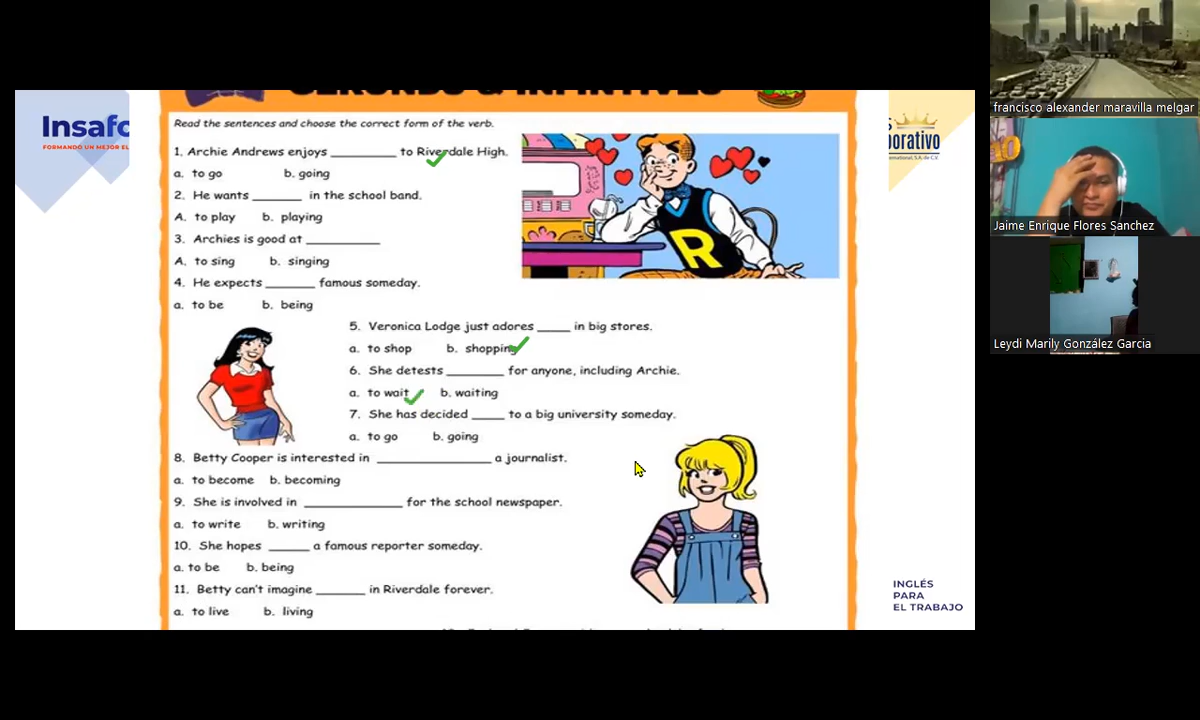 Insafo
FORMANDO UN MEJOR EL
GERUNDS & INFINITIVES
Read the sentences and choose the correct form of the verb.
1. Archie Andrews enjoys __________ to Riverdale High.
a. to go b. going
2. He wants _______ in the school band.
A. to play b. playing
3. Archies is good at __________
A. to sing b. singing
4. He expects _______ famous someday.
a. to be b. being
5. Veronica Lodge just adores _____ in big stores.
a. to shop b. shopping
6. She detests ________ for anyone, including Archie.
a. to wait b. waiting
7. She has decided _____ to a big university someday.
a. to go b. going
8. Betty Cooper is interested in ________________ a journalist.
a. to become b. becoming
9. She is involved in ______________ for the school newspaper.
a. to write b. writing
10. She hopes _____ a famous reporter someday.
a. to be b. being
11. Betty can't imagine _______ in Riverdale forever.
a. to live b. living
R
S
orativo
INGLÉS
PARA
EL TRABAJO
francisco alexander maravilla melgar
Jaime Enrique Flores Sanchez
Leydi Marily González Garcia